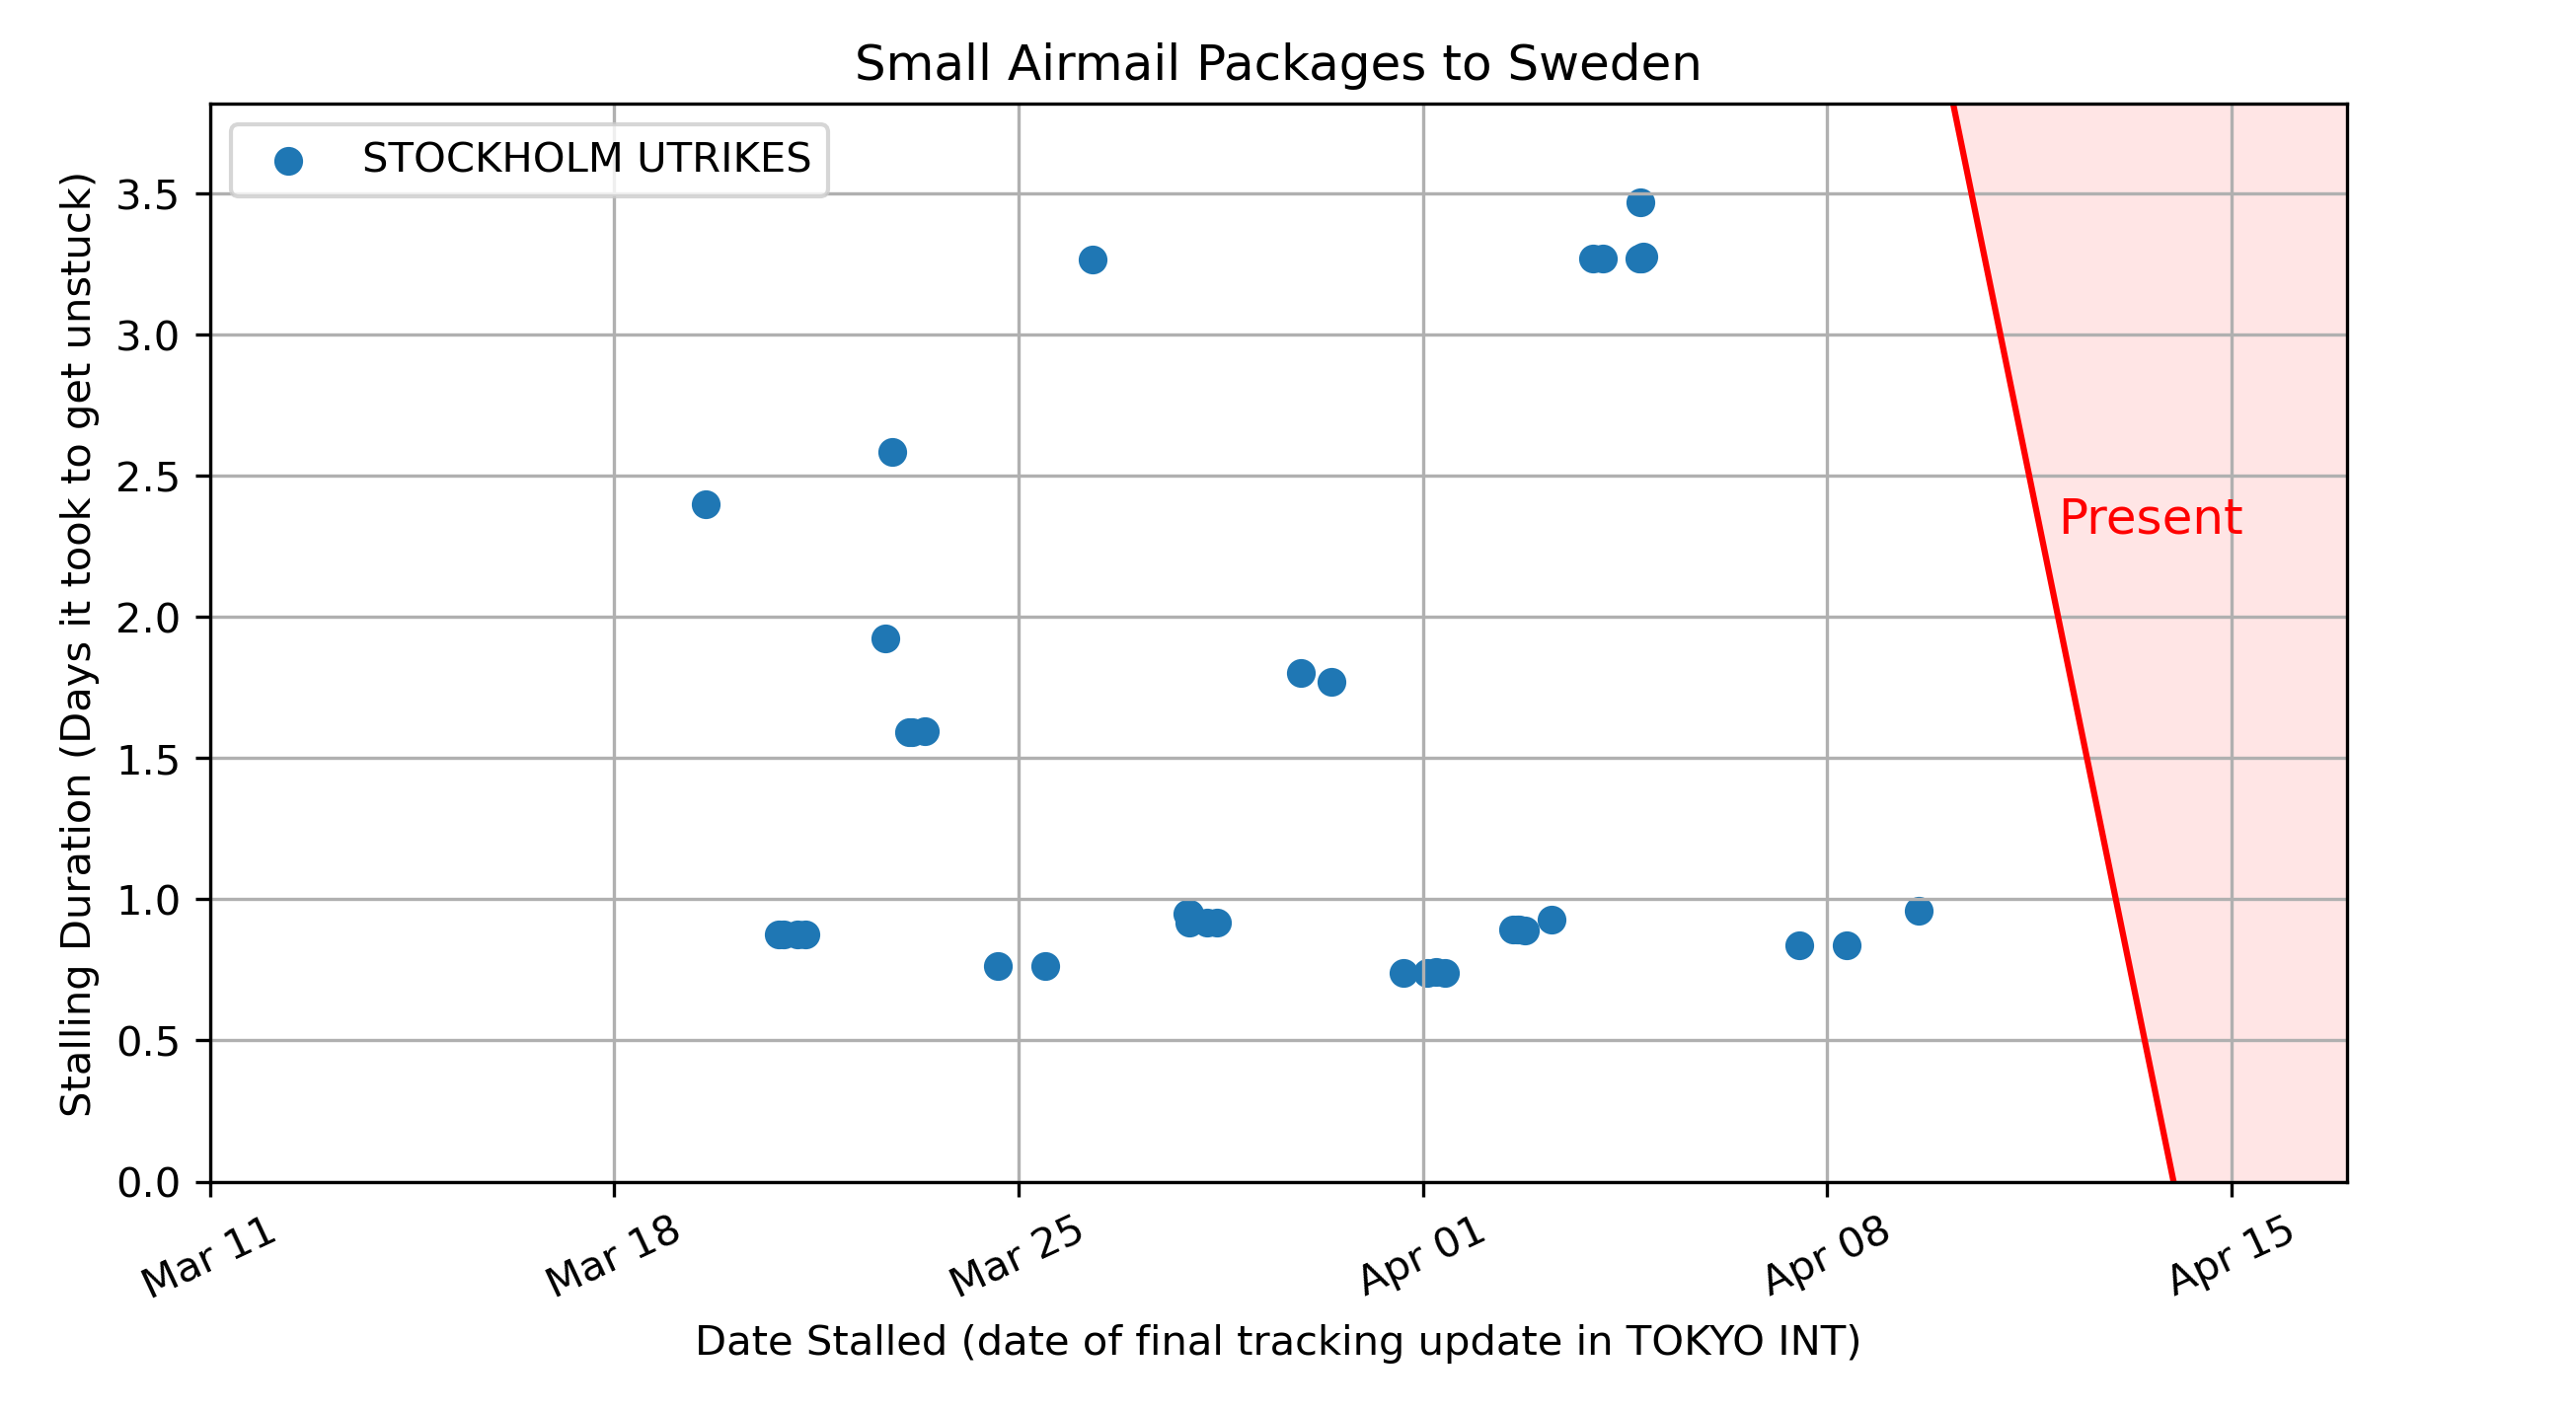 Small Airmail Packages to Sweden
STOCKHOLM UTRIKES
Stalling Duration (Days it took to get unstuck)
3.5
3.0
2.5
2.0
1.5
1.0
0.5
0.0
Present
Mar 11
Mar 18
Mar 25
Apr 01
Apr 08
Apr 15
Date Stalled (date of final tracking update in TOKYO INT)